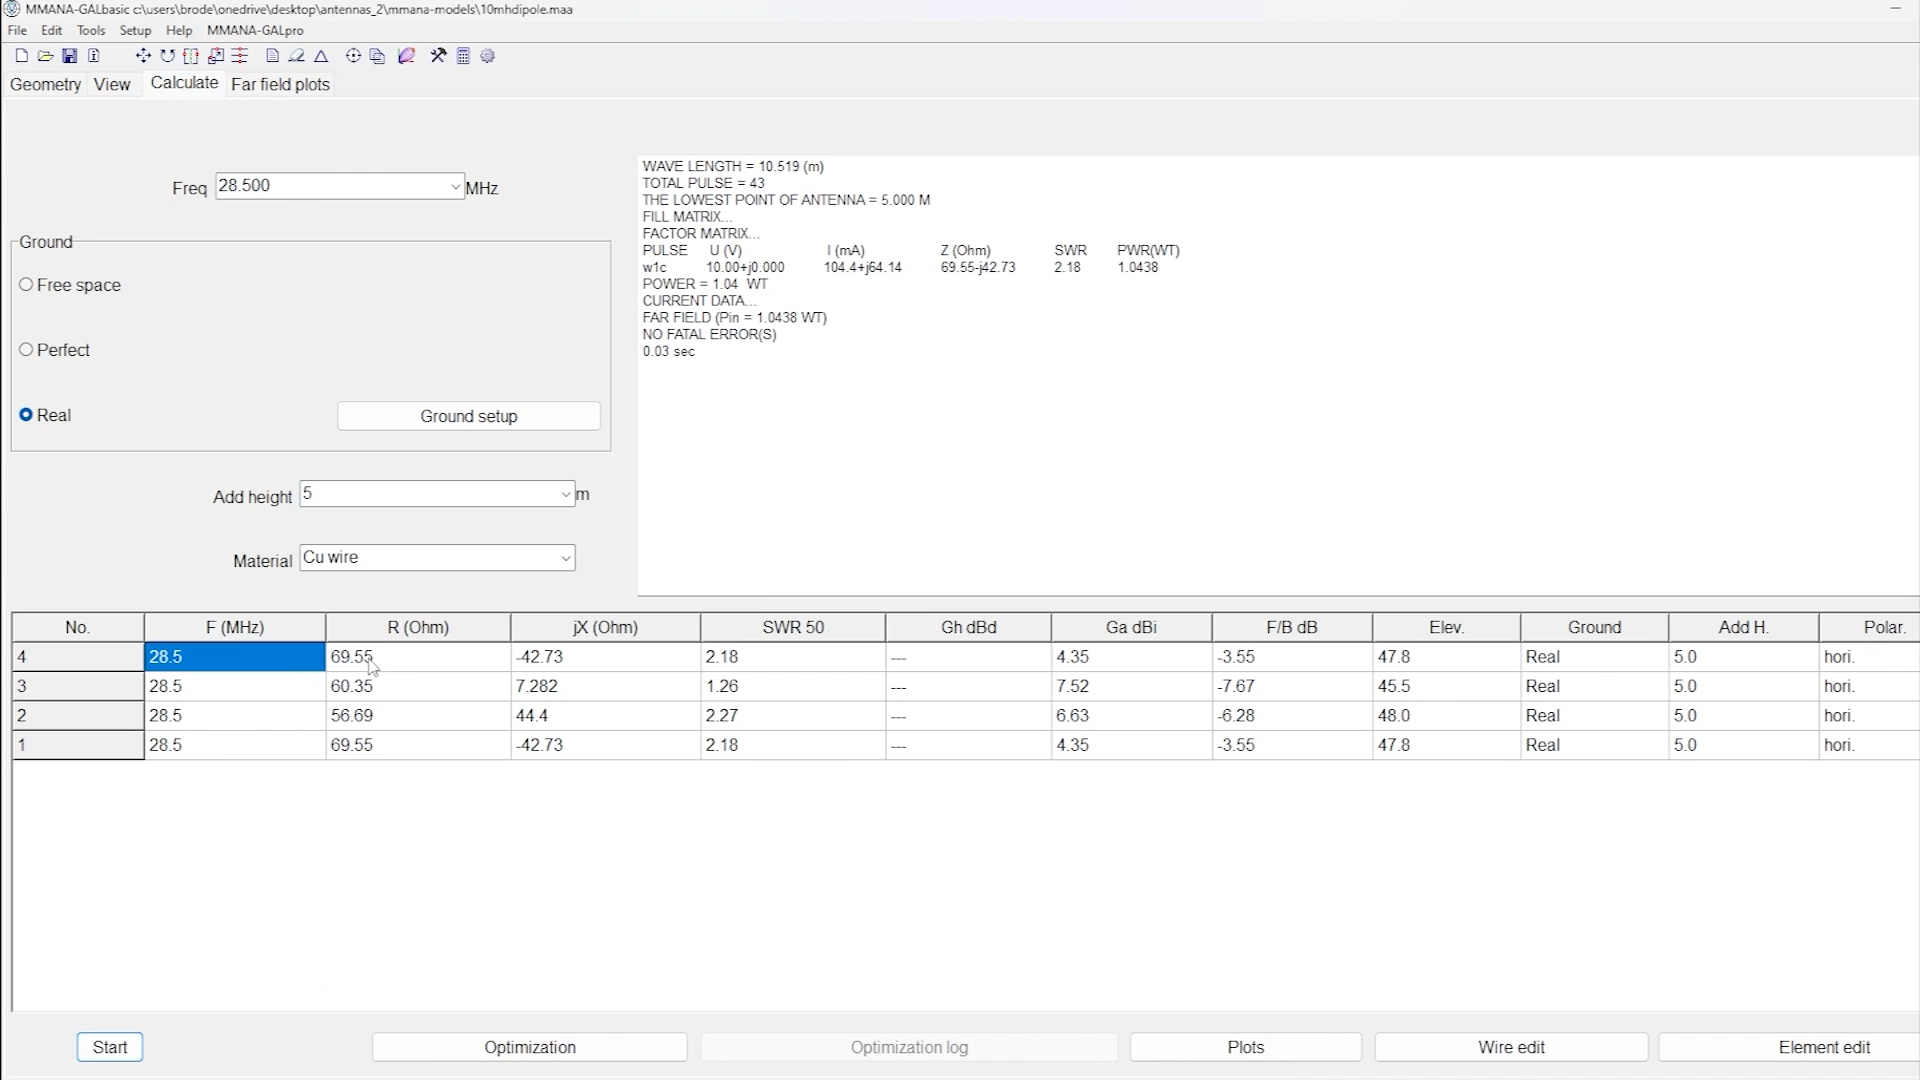 MMANA-GALbasic c:\users\brode\onedrive\desktop\antennas_2\mmana-models\10mhdipole.maa
File Edit Tools Setup Help MMANA-GALpro
Geometry View Calculate Far field plots
Freq 28.500 MHz
Ground
Free space
Perfect
Real Ground setup
Add height 5 m
Material Cu wire
WAVE LENGTH = 10.519 (m)
TOTAL PULSE = 43
THE LOWEST POINT OF ANTENNA = 5.000 M
FILL MATRIX...
FACTOR MATRIX...
PULSE U (V) I (mA) Z (Ohm) SWR PWR(WT)
w1c 10.00+j0.000 104.4+j64.14 69.55-j42.73 2.18 1.0438
POWER = 1.04 WT
CURRENT DATA...
FAR FIELD (Pin = 1.0438 WT)
NO FATAL ERROR(S)
0.03 sec
No. F (MHz) R (Ohm) jX (Ohm) SWR 50 Gh dBd Ga dBi F/B dB Elev. Ground Add H. Polar.
4 28.5 69.55 -42.73 2.18 --- 4.35 -3.55 47.8 Real 5.0 hori.
3 28.5 60.35 7.282 1.26 --- 7.52 -7.67 45.5 Real 5.0 hori.
2 28.5 56.69 44.4 2.27 --- 6.63 -6.28 48.0 Real 5.0 hori.
1 28.5 69.55 -42.73 2.18 --- 4.35 -3.55 47.8 Real 5.0 hori.
Start Optimization Optimization log Plots Wire edit Element edit